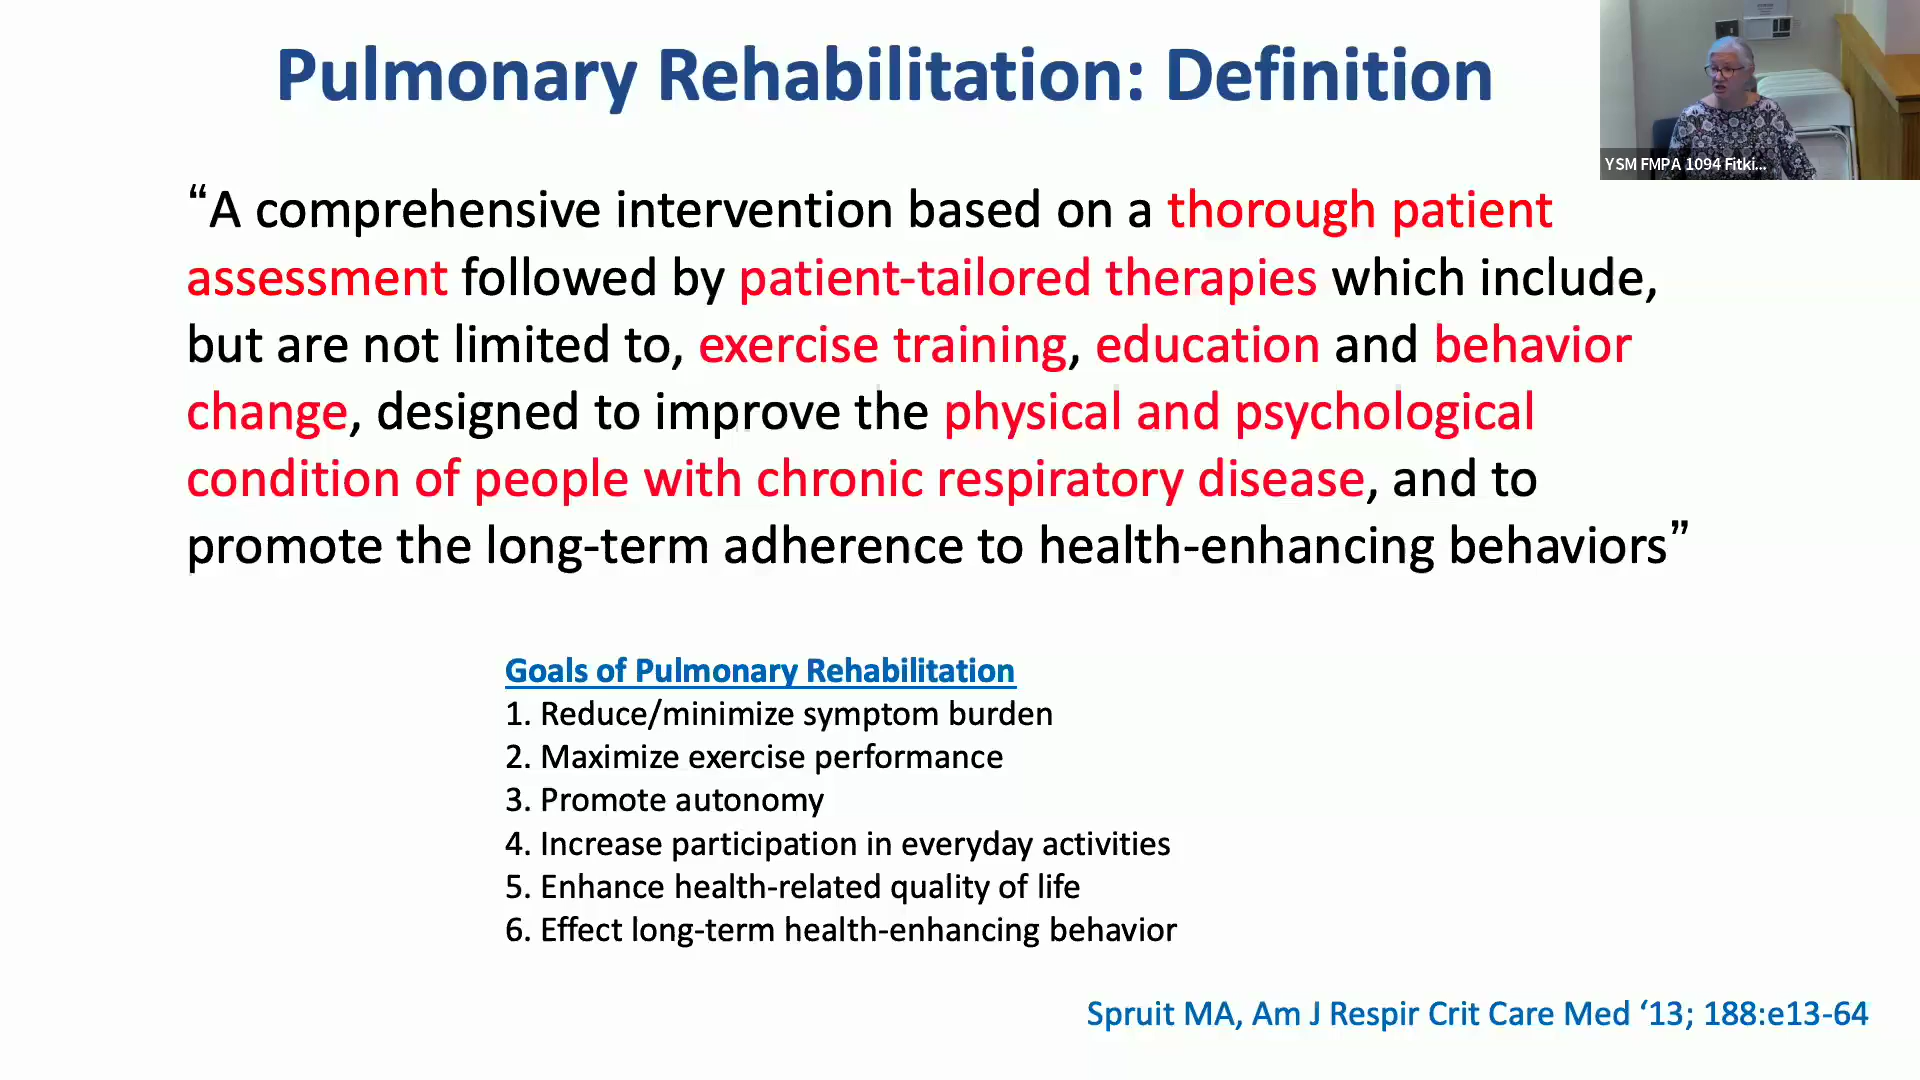 Pulmonary Rehabilitation: Definition
YSM FMPA 1094 Fitki...
“A comprehensive intervention based on a thorough patient
assessment followed by patient-tailored therapies which include,
but are not limited to, exercise training, education and behavior
change, designed to improve the physical and psychological
condition of people with chronic respiratory disease, and to
promote the long-term adherence to health-enhancing behaviors”
Goals of Pulmonary Rehabilitation
1. Reduce/minimize symptom burden
2. Maximize exercise performance
3. Promote autonomy
4. Increase participation in everyday activities
5. Enhance health-related quality of life
6. Effect long-term health-enhancing behavior
Spruit MA, Am J Respir Crit Care Med ‘13; 188:e13-64